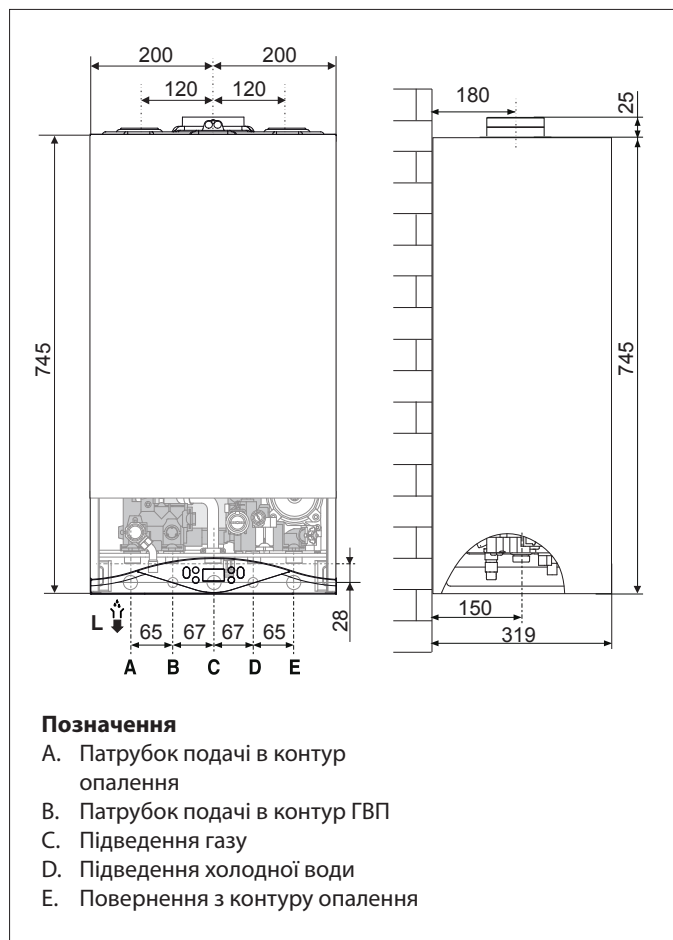 200 200
120 120
180
25
745
745
28
L
65 67 67 65
A B C D E
150
319
Позначення
A. Патрубок подачі в контур
опалення
B. Патрубок подачі в контур ГВП
C. Підведення газу
D. Підведення холодної води
E. Повернення з контуру опалення